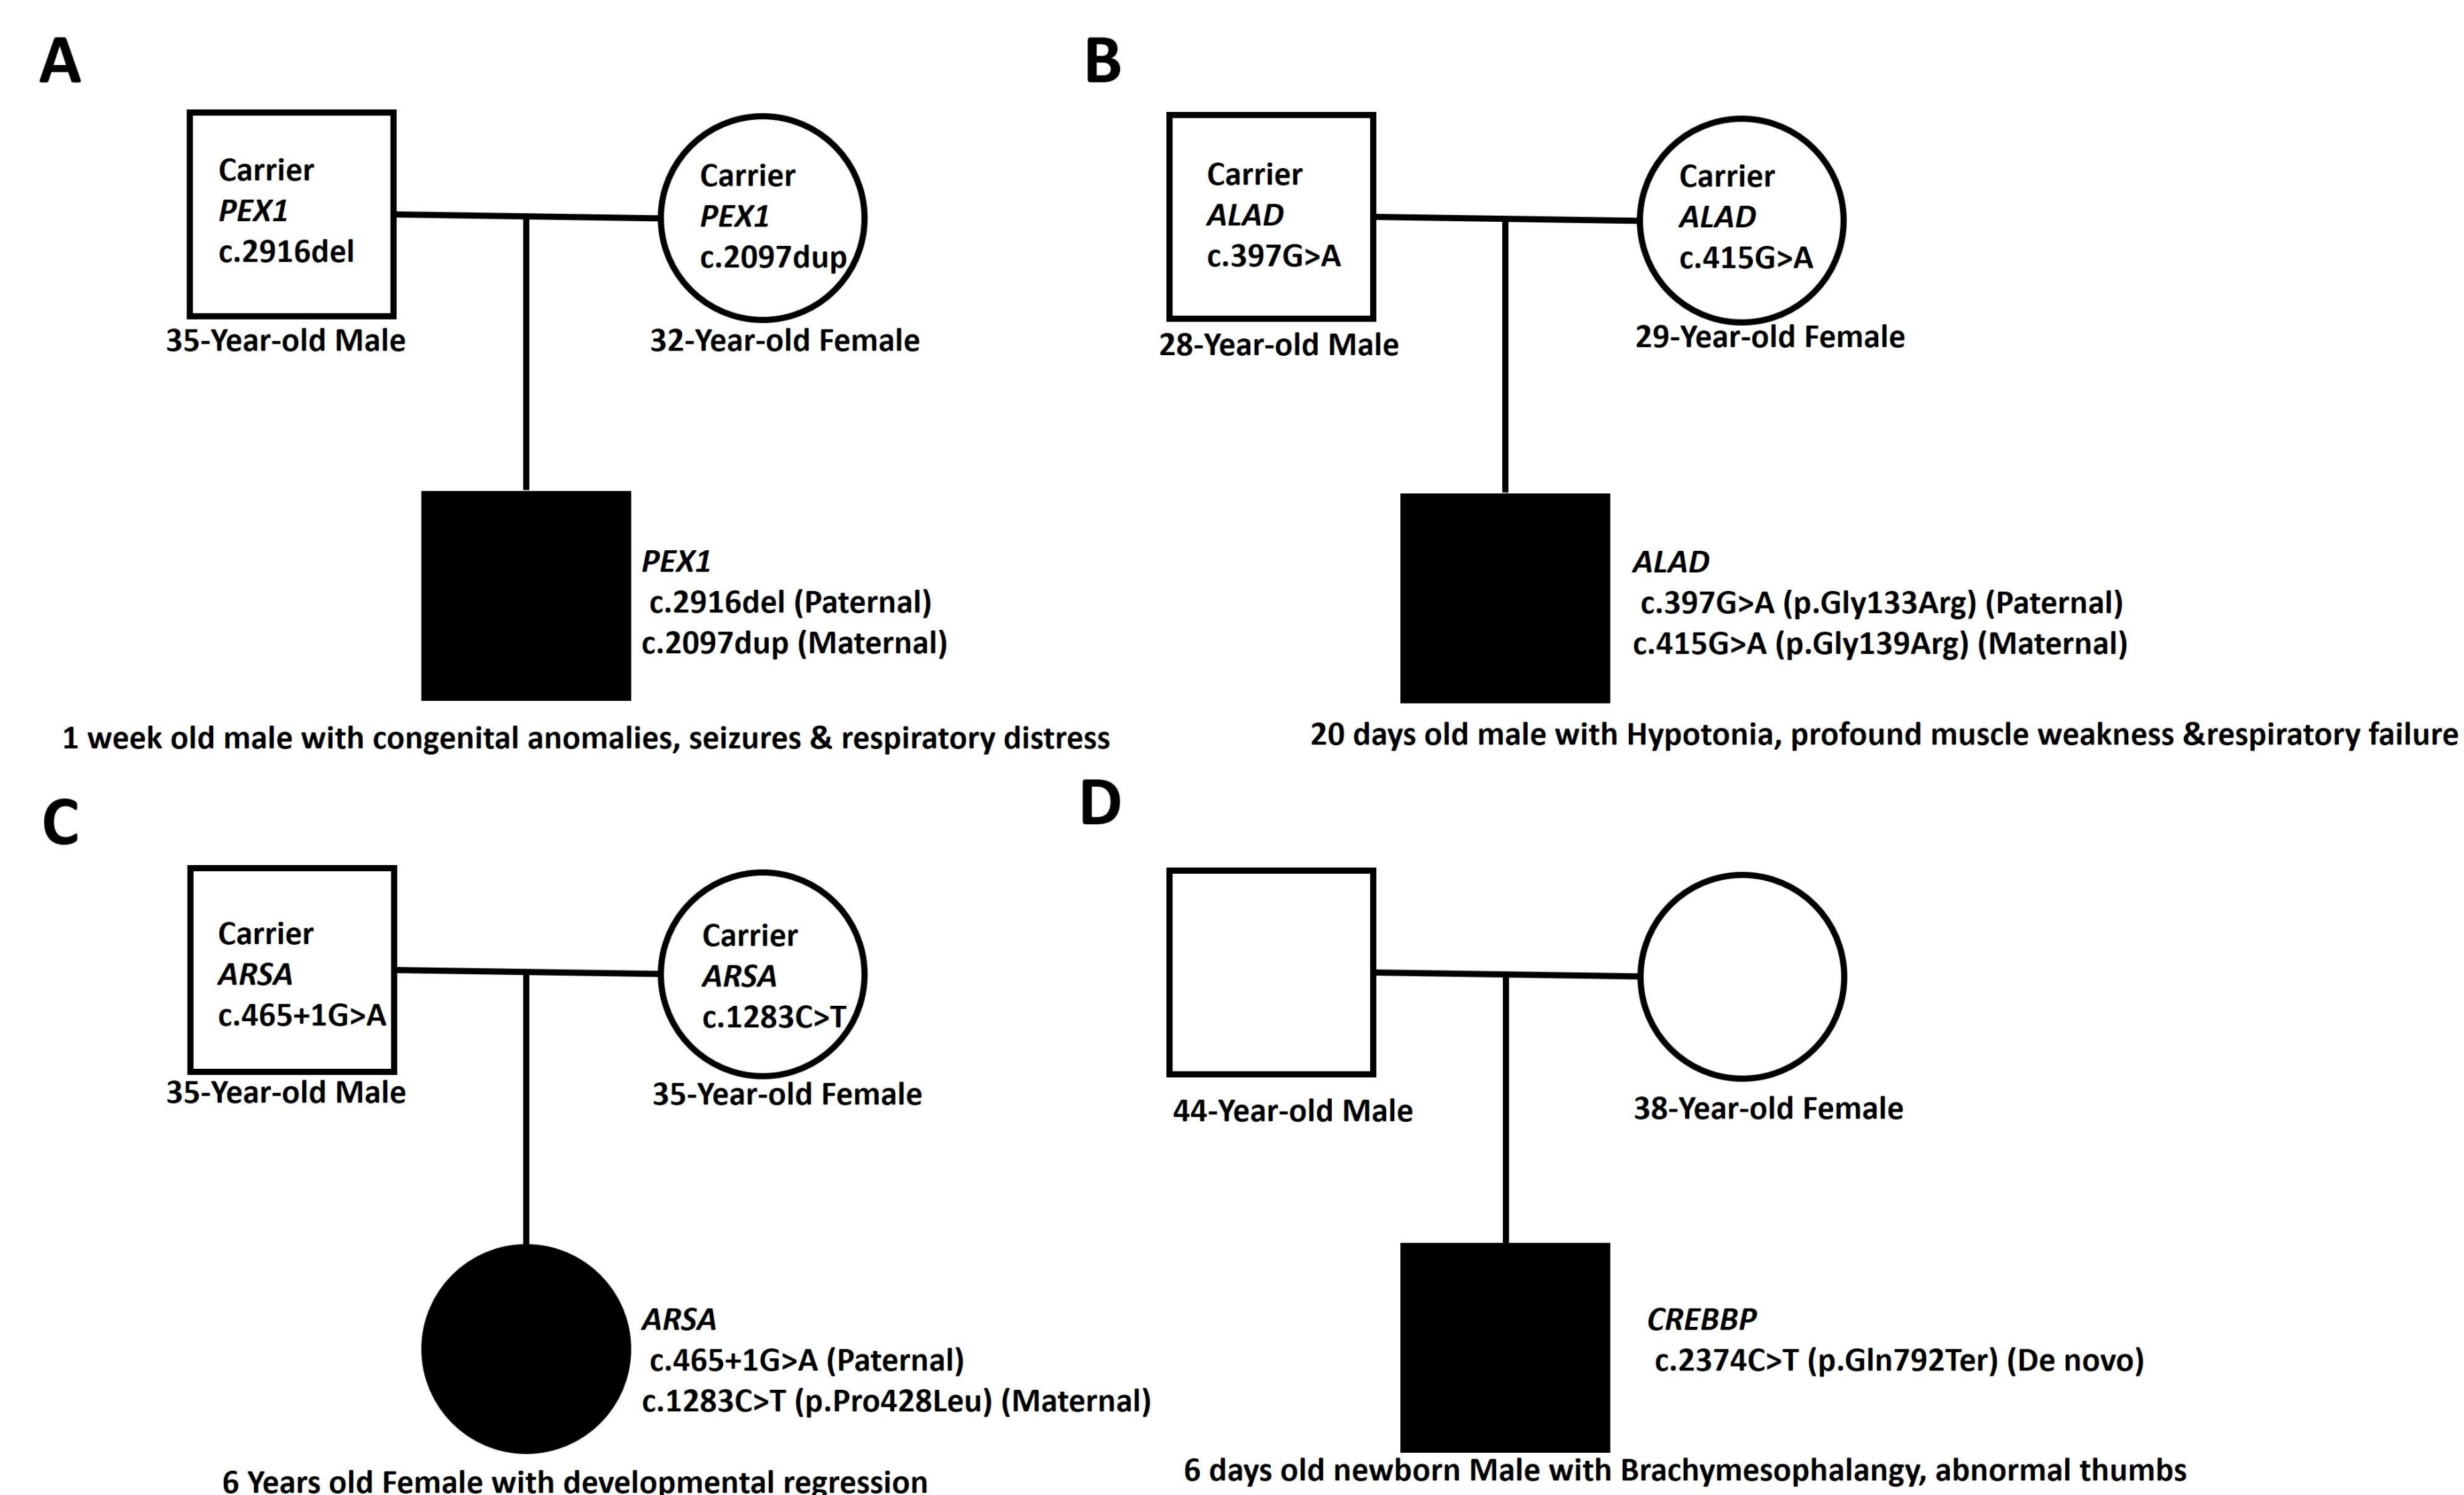 A
Carrier
PEX1
c.2916del
35-Year-old Male
Carrier
PEX1
c.2097dup
32-Year-old Female
PEX1
c.2916del (Paternal)
c.2097dup (Maternal)
1 week old male with congenital anomalies, seizures & respiratory distress
B
Carrier
ALAD
c.397G>A
28-Year-old Male
Carrier
ALAD
c.415G>A
29-Year-old Female
ALAD
c.397G>A (p.Gly133Arg) (Paternal)
c.415G>A (p.Gly139Arg) (Maternal)
20 days old male with Hypotonia, profound muscle weakness &respiratory failure
C
Carrier
ARSA
c.465+1G>A
35-Year-old Male
Carrier
ARSA
c.1283C>T
35-Year-old Female
ARSA
c.465+1G>A (Paternal)
c.1283C>T (p.Pro428Leu) (Maternal)
6 Years old Female with developmental regression
D
44-Year-old Male
38-Year-old Female
CREBBP
c.2374C>T (p.Gln792Ter) (De novo)
6 days old newborn Male with Brachymesophalangy, abnormal thumbs